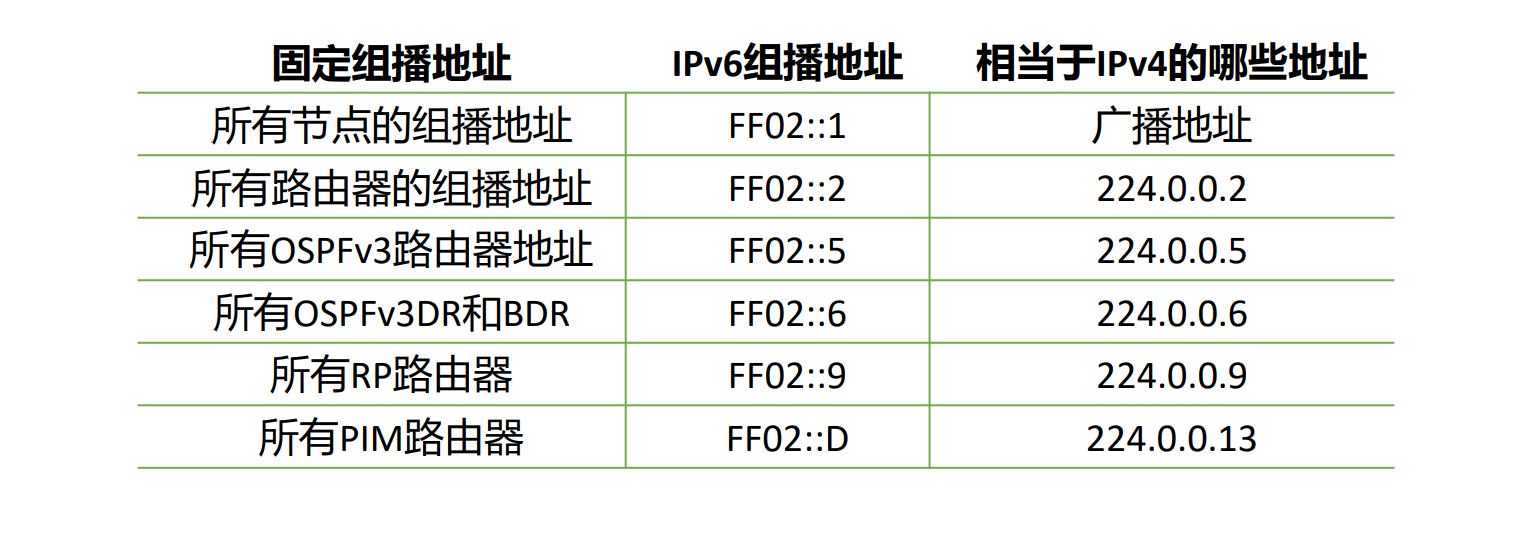 固定组播地址 IPv6组播地址 相当于IPv4的哪些地址
所有节点的组播地址 FF02::1 广播地址
所有路由器的组播地址 FF02::2 224.0.0.2
所有OSPFv3路由器地址 FF02::5 224.0.0.5
所有OSPFv3DR和BDR FF02::6 224.0.0.6
所有RP路由器 FF02::9 224.0.0.9
所有PIM路由器 FF02::D 224.0.0.13